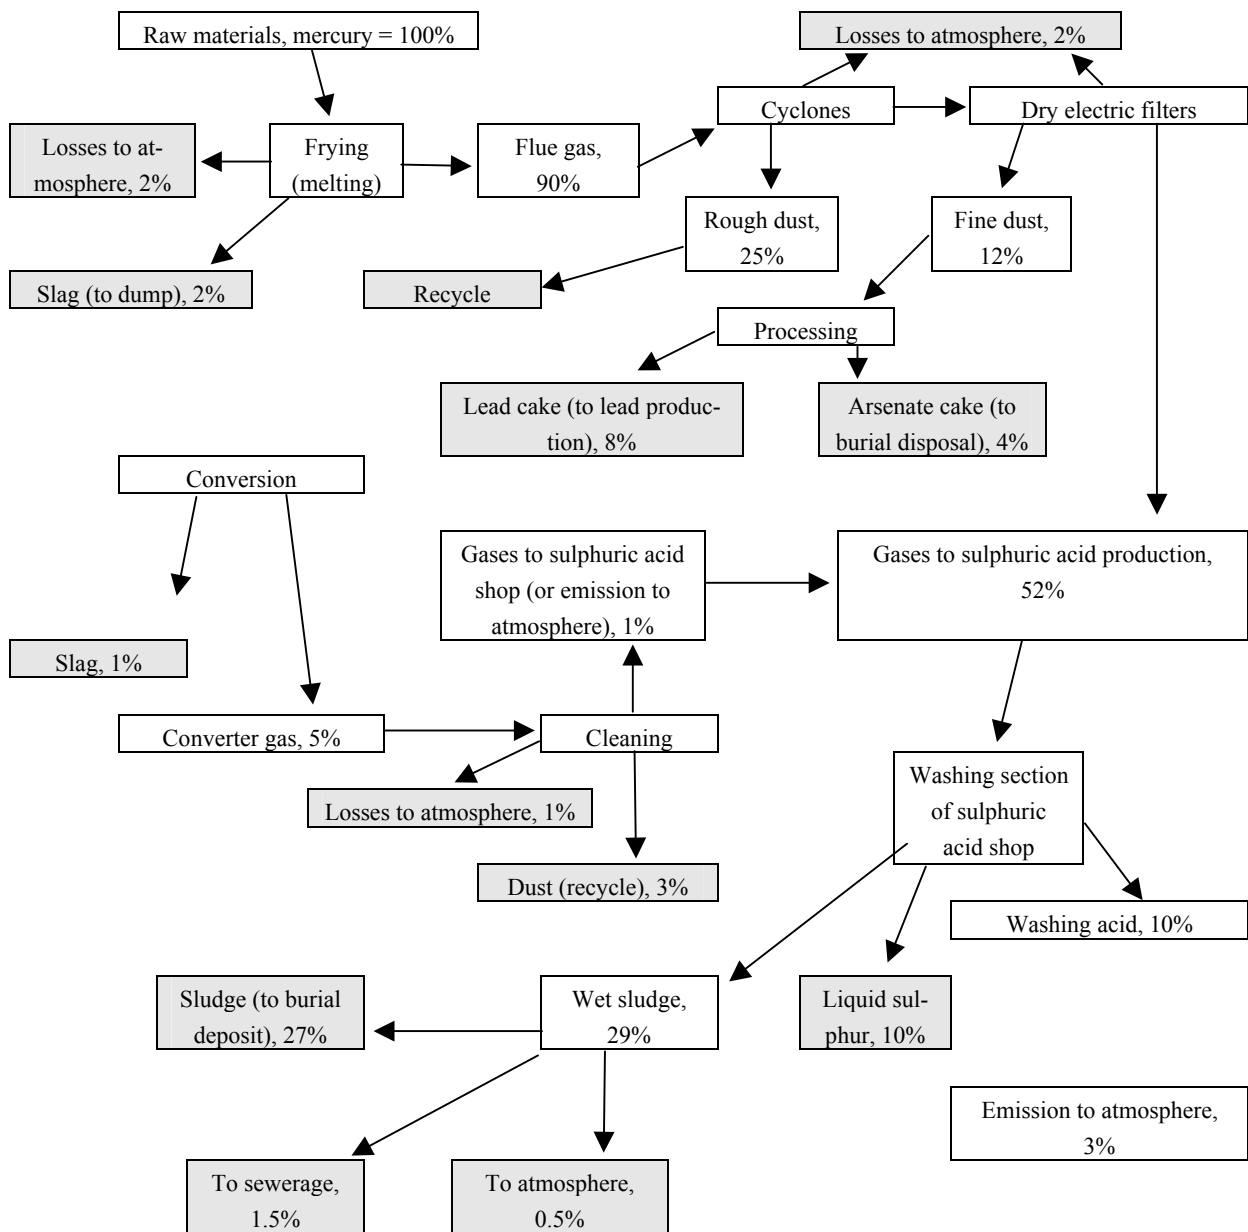 Raw materials, mercury = 100%
Losses to atmosphere, 2%
Cyclones
Dry electric filters
Losses to at-
mosphere, 2%
Frying
(melting)
Flue gas,
90%
Rough dust,
25%
Fine dust,
12%
Slag (to dump), 2%
Recycle
Processing
Lead cake (to lead produc-
tion), 8%
Arsenate cake (to
burial disposal), 4%
Conversion
Gases to sulphuric acid
shop (or emission to
atmosphere), 1%
Gases to sulphuric acid production,
52%
Slag, 1%
Converter gas, 5%
Cleaning
Losses to atmosphere, 1%
Dust (recycle), 3%
Washing section
of sulphuric
acid shop
Washing acid, 10%
Sludge (to burial
deposit), 27%
Wet sludge,
29%
Liquid sul-
phur, 10%
Emission to atmosphere,
3%
To sewerage,
1.5%
To atmosphere,
0.5%